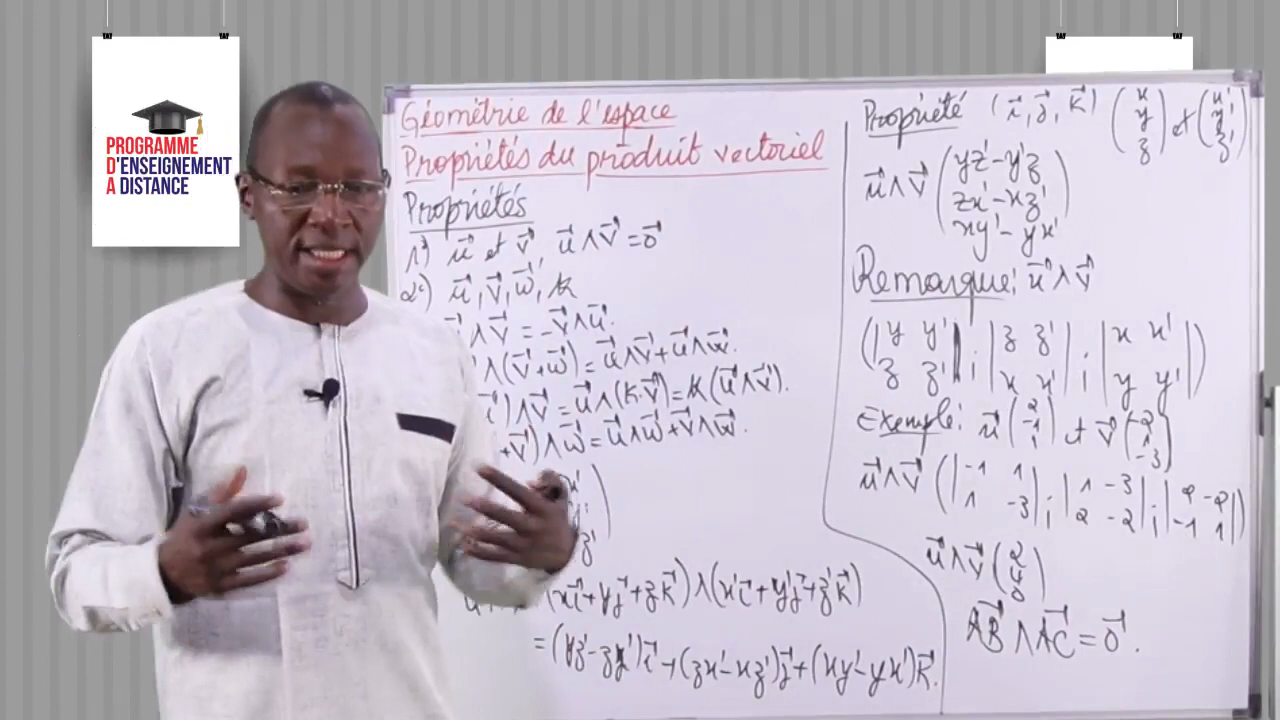 PROGRAMME
D'ENSEIGNEMENT
A DISTANCE
Géométrie de l'espace
Propriétés du produit vectoriel
Propriétés
1°) u⃗ et v⃗ u⃗ ∧ v⃗ = 0⃗
2°) u⃗, v⃗, w⃗, k
∧ v⃗ = -v⃗ ∧ u⃗.
∧ (v⃗ + w⃗) = u⃗ ∧ v⃗ + u⃗ ∧ w⃗.
) ∧ v⃗ = u⃗ ∧ (k·v⃗) = k (u⃗ ∧ v⃗).
+v⃗) ∧ w⃗ = u⃗ ∧ w⃗ + v⃗ ∧ w⃗.
z'
(xi⃗ + yj⃗ + zk⃗) ∧ (x'i⃗ + y'j⃗ + z'k⃗)
= (yz' - zy')i⃗ + (zx' - xz')j⃗ + (xy' - yx')k⃗.
Propriété (i⃗, j⃗, k⃗) (x y z) et (x' y' z')
u⃗ ∧ v⃗ (yz' - y'z
zx' - xz'
xy' - yx')
Remarque: u⃗ ∧ v⃗
(|y y'| ; |z z'| ; |x x'|)
z z' x x' y y'
Exemple: u⃗ (2 -1 1) et v⃗ (-2 1 -3)
u⃗ ∧ v⃗ (|-1 1| ; |1 -3| ; |2 -2|)
1 -3 2 -2 -1 1
u⃗ ∧ v⃗ (2 4 0)
AB⃗ ∧ AC⃗ = 0⃗.